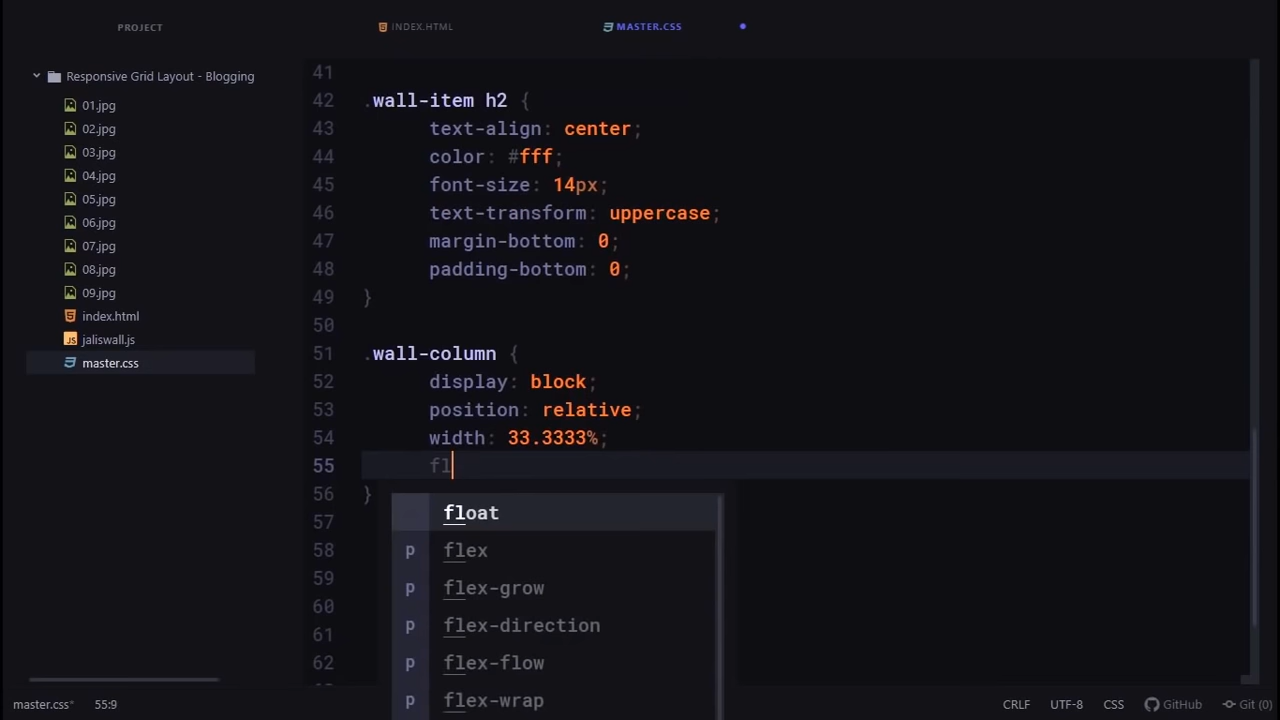 PROJECT
INDEX.HTML
MASTER.CSS
Responsive Grid Layout - Blogging
01.jpg
02.jpg
03.jpg
04.jpg
05.jpg
06.jpg
07.jpg
08.jpg
09.jpg
index.html
jaliswall.js
master.css
41
42 .wall-item h2 {
43 text-align: center;
44 color: #fff;
45 font-size: 14px;
46 text-transform: uppercase;
47 margin-bottom: 0;
48 padding-bottom: 0;
49 }
50
51 .wall-column {
52 display: block;
53 position: relative;
54 width: 33.3333%;
55 fl
56 }
57
58
59
60
61
62
float
p flex
p flex-grow
p flex-direction
p flex-flow
p flex-wrap
master.css* 55:9
CRLF UTF-8 CSS GitHub Git (0)